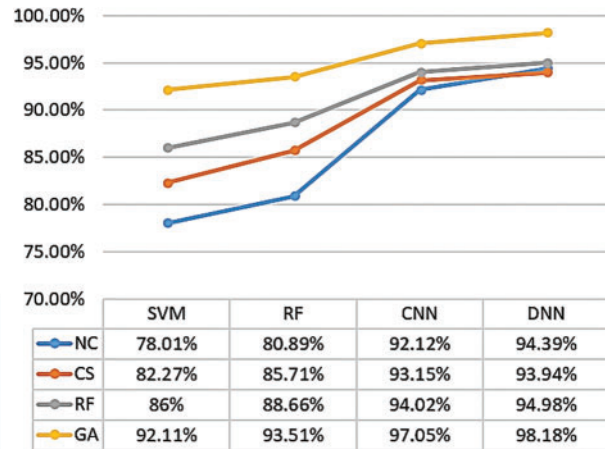 100.00%
95.00%
90.00%
85.00%
80.00%
75.00%
70.00%
SVM RF CNN DNN
NC 78.01% 80.89% 92.12% 94.39%
CS 82.27% 85.71% 93.15% 93.94%
RF 86% 88.66% 94.02% 94.98%
GA 92.11% 93.51% 97.05% 98.18%